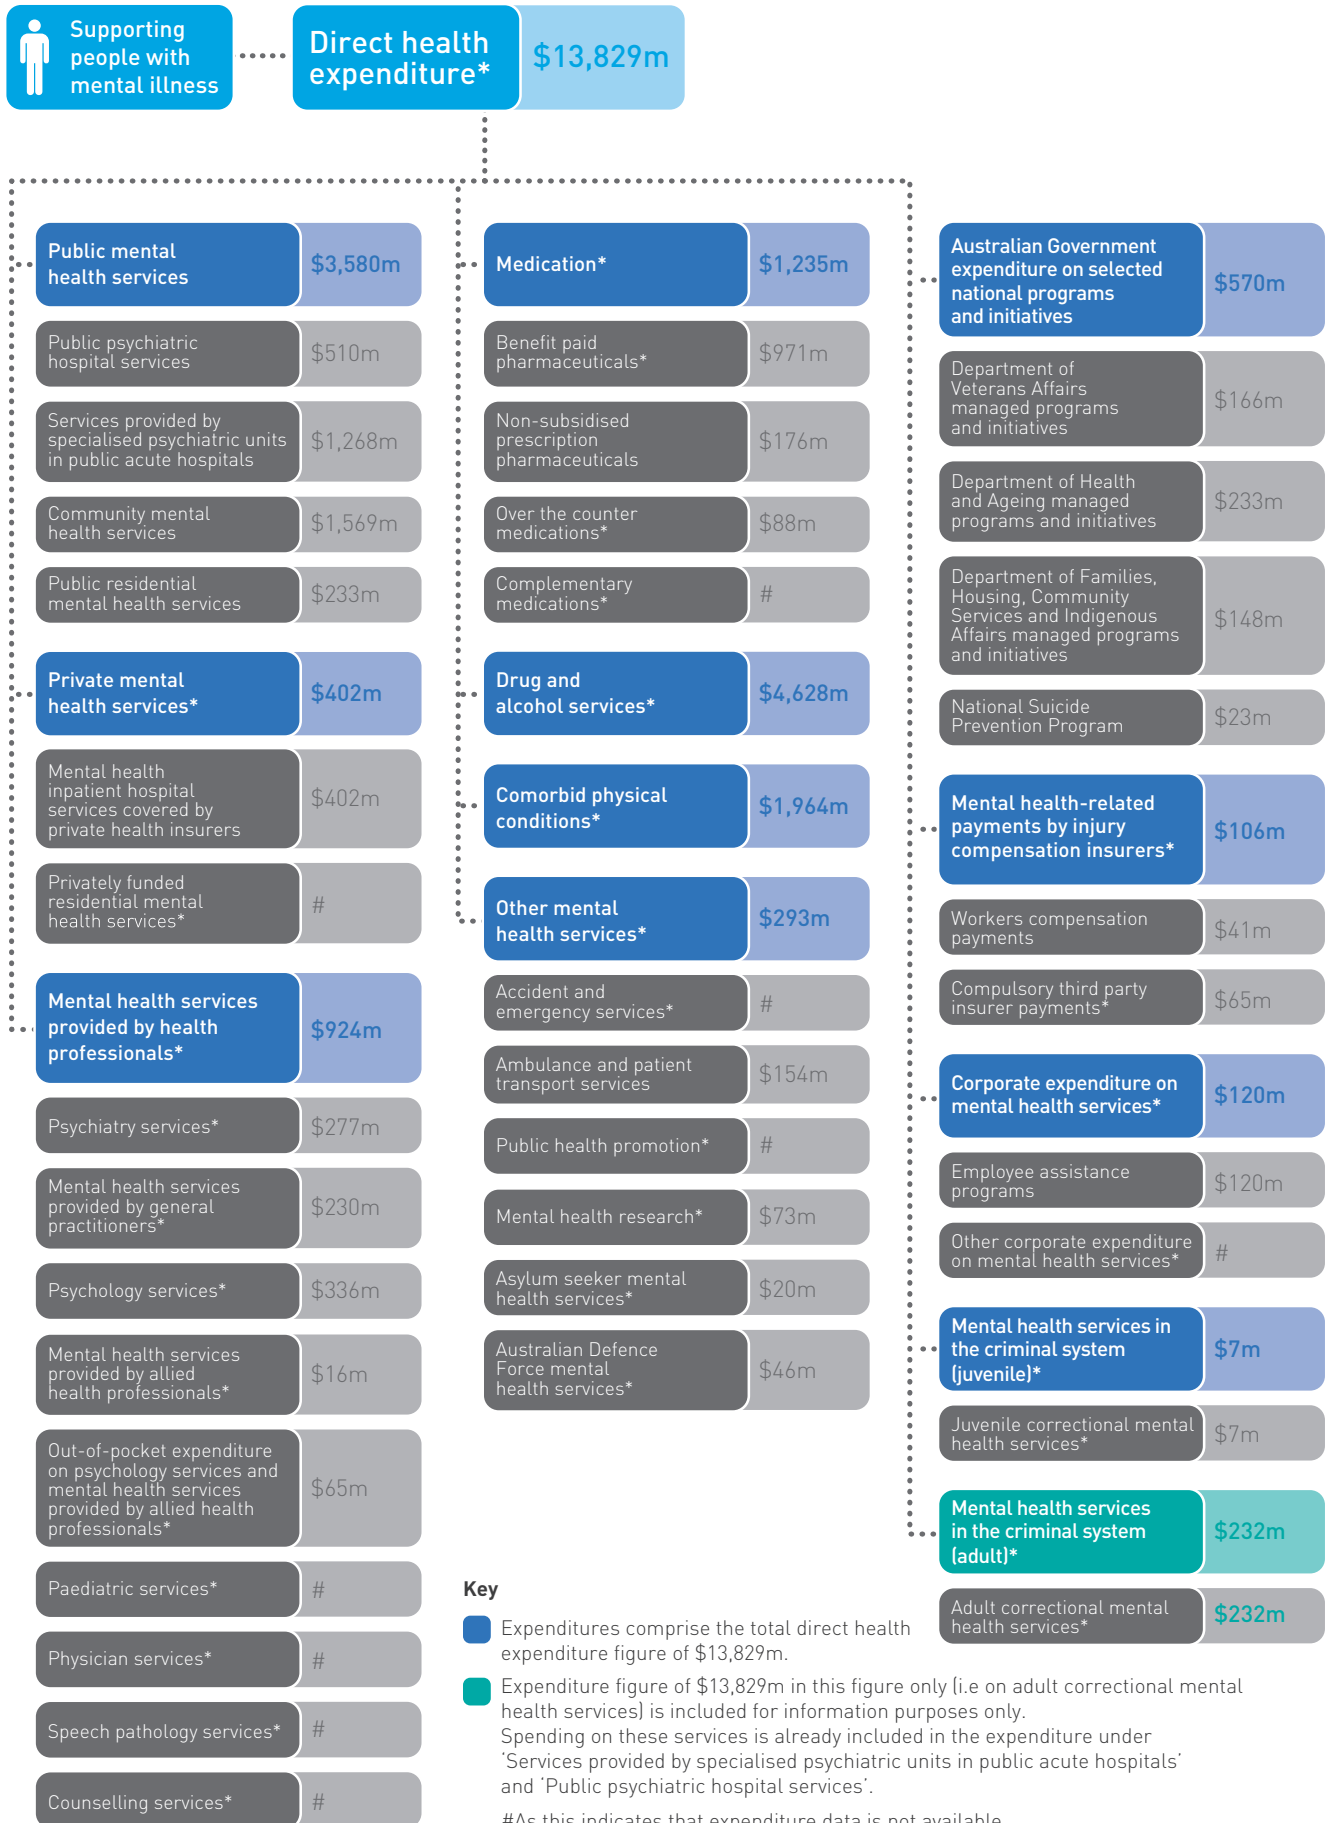 Supporting
people with
mental illness
Direct health
expenditure*
$13,829m
Public mental
health services
$3,580m
Public psychiatric
hospital services
$510m
Services provided by
specialised psychiatric units
in public acute hospitals
$1,268m
Community mental
health services
$1,569m
Public residential
mental health services
$233m
Private mental
health services*
$402m
Mental health
inpatient hospital
services covered by
private health insurers
$402m
Privately funded
residential mental
health services*
#
Mental health services
provided by health
professionals*
$924m
Psychiatry services*
$277m
Mental health services
provided by general
practitioners*
$230m
Psychology services*
$336m
Mental health services
provided by allied
health professionals*
$16m
Out-of-pocket expenditure
on psychology services and
mental health services
provided by allied health
professionals*
$65m
Paediatric services*
#
Physician services*
#
Speech pathology services*
#
Counselling services*
#
Medication*
$1,235m
Benefit paid
pharmaceuticals*
$971m
Non-subsidised
prescription
pharmaceuticals
$176m
Over the counter
medications*
$88m
Complementary
medications*
#
Drug and
alcohol services*
$4,628m
Comorbid physical
conditions*
$1,964m
Other mental
health services*
$293m
Accident and
emergency services*
#
Ambulance and patient
transport services
$154m
Public health promotion*
#
Mental health research*
$73m
Asylum seeker mental
health services*
$20m
Australian Defence
Force mental
health services*
$46m
Australian Government
expenditure on selected
national programs
and initiatives
$570m
Department of
Veterans Affairs
managed programs
and initiatives
$166m
Department of Health
and Ageing managed
programs and initiatives
$233m
Department of Families,
Housing, Community
Services and Indigenous
Affairs managed programs
and initiatives
$148m
National Suicide
Prevention Program
$23m
Mental health-related
payments by injury
compensation insurers*
$106m
Workers compensation
payments
$41m
Compulsory third party
insurer payments*
$65m
Corporate expenditure on
mental health services*
$120m
Employee assistance
programs
$120m
Other corporate expenditure
on mental health services*
#
Mental health services in
the criminal system
(juvenile)*
$7m
Juvenile correctional mental
health services*
$7m
Mental health services
in the criminal system
(adult)*
$232m
Adult correctional mental
health services*
$232m
Key
Expenditures comprise the total direct health
expenditure figure of $13,829m.
Expenditure figure of $13,829m in this figure only (i.e on adult correctional mental
health services) is included for information purposes only.
Spending on these services is already included in the expenditure under
‘Services provided by specialised psychiatric units in public acute hospitals’
and ‘Public psychiatric hospital services’.
#As this indicates that expenditure data is not available